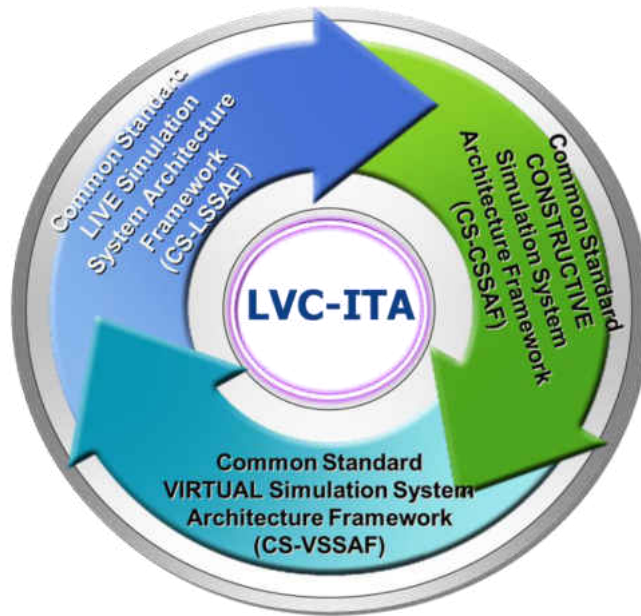 Common Standard
LIVE Simulation
System Architecture
Framework
(CS-LSSAF)
Common Standard
CONSTRUCTIVE
Simulation System
Architecture Framework
(CS-CSSAF)
LVC-ITA
Common Standard
VIRTUAL Simulation System
Architecture Framework
(CS-VSSAF)